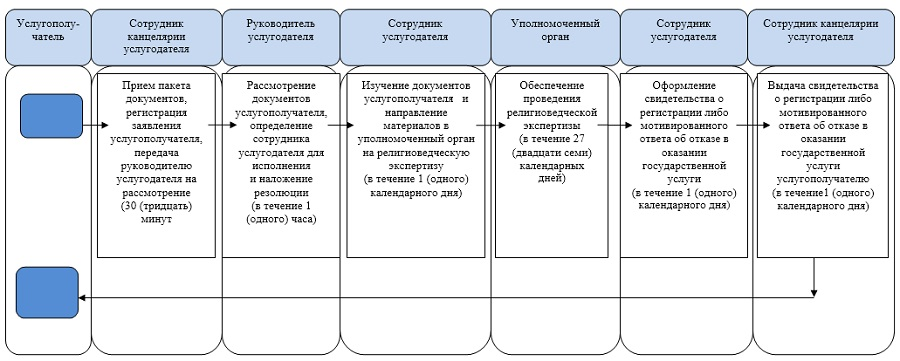 Услугополу-
чатель
Сотрудник
канцелярии
услугодателя
Руководитель
услугодателя
Сотрудник
услугодателя
Уполномоченный
орган
Сотрудник
услугодателя
Сотрудник канцелярии
услугодателя
Прием пакета
документов,
регистрация
заявления
услугополучателя,
передача
руководителю
услугодателя на
рассмотрение
(30 (тридцать)
минут
Рассмотрение
документов
услугополучателя,
определение
сотрудника
услугодателя для
исполнения
и наложение
резолюции
(в течение 1
(одного) часа)
Изучение документов
услугополучателя и
направление
материалов в
уполномоченный орган
на религиоведческую
экспертизу
(в течение 1 (одного)
календарного дня)
Обеспечение
проведения
религиоведческой
экспертизы
(в течение 27
(двадцати семи)
календарных
дней)
Оформление
свидетельства о
регистрации либо
мотивированного
ответа об отказе в
оказании
государственной
услуги
(в течение 1 (одного)
календарного дня)
Выдача свидетельства
о регистрации либо
мотивированного
ответа об отказе в
оказании
государственной
услуги
услугополучателю
(в течение1 (одного)
календарного дня)